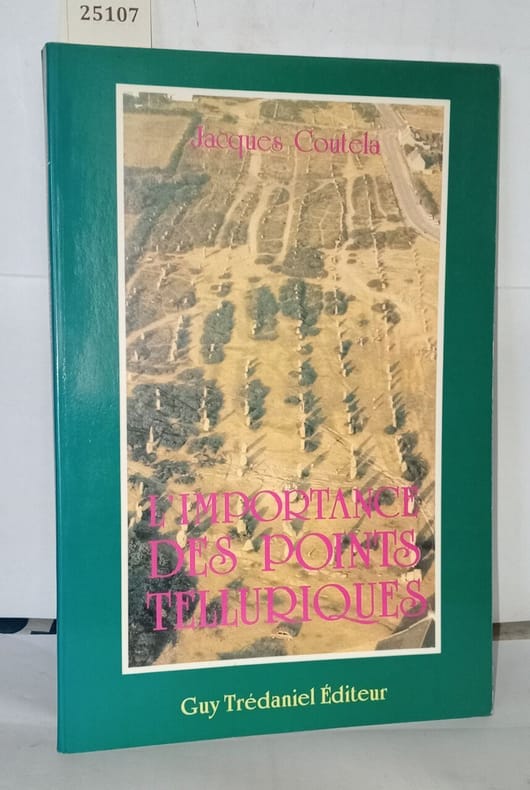 25107
Jacques Coutela
L'IMPORTANCE
DES POINTS
TELLURIQUES
Guy Trédaniel Éditeur